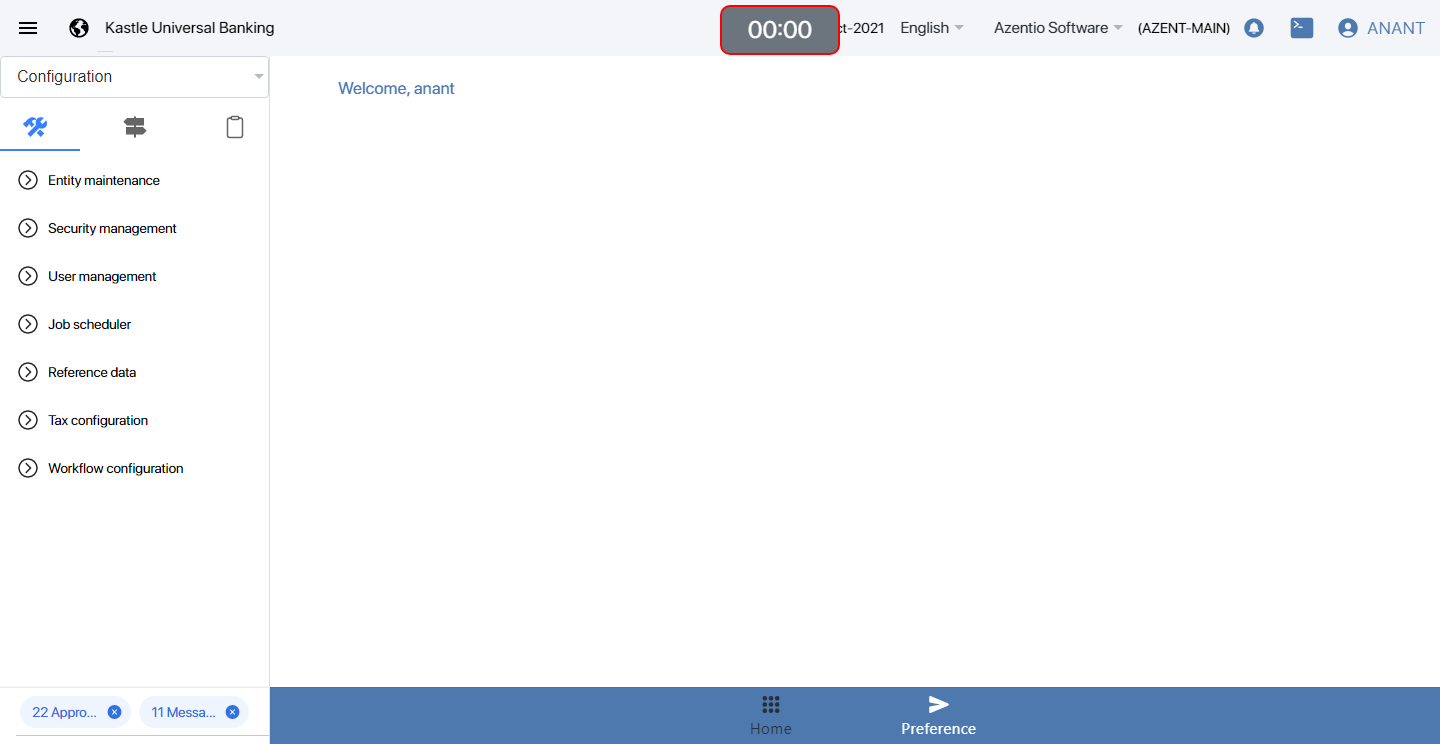 Kastle Universal Banking
00:00
ct-2021
English
Azentio Software
(AZENT-MAIN)
ANANT
Configuration
Welcome, anant
Entity maintenance
Security management
User management
Job scheduler
Reference data
Tax configuration
Workflow configuration
22 Appro...
11 Messa...
Home
Preference